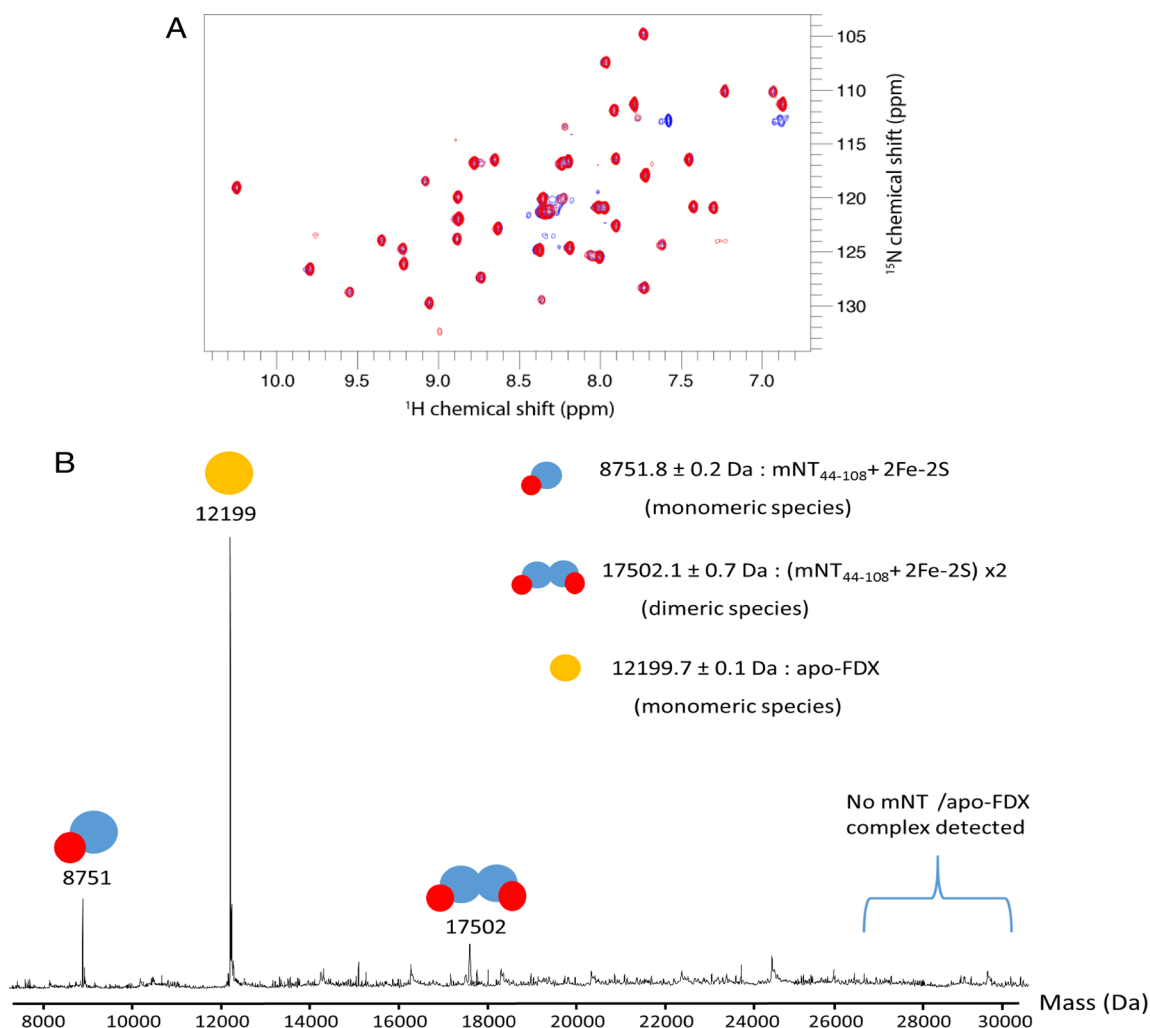 A
105
110
115
120
125
130
¹⁵N chemical shift (ppm)
10.0 9.5 9.0 8.5 8.0 7.5 7.0
¹H chemical shift (ppm)
B
12199
8751.8 ± 0.2 Da : mNT₄₄₋₁₀₈+ 2Fe-2S
(monomeric species)
17502.1 ± 0.7 Da : (mNT₄₄₋₁₀₈+ 2Fe-2S) x2
(dimeric species)
12199.7 ± 0.1 Da : apo-FDX
(monomeric species)
No mNT /apo-FDX
complex detected
8751
17502
8000 10000 12000 14000 16000 18000 20000 22000 24000 26000 28000 30000
Mass (Da)